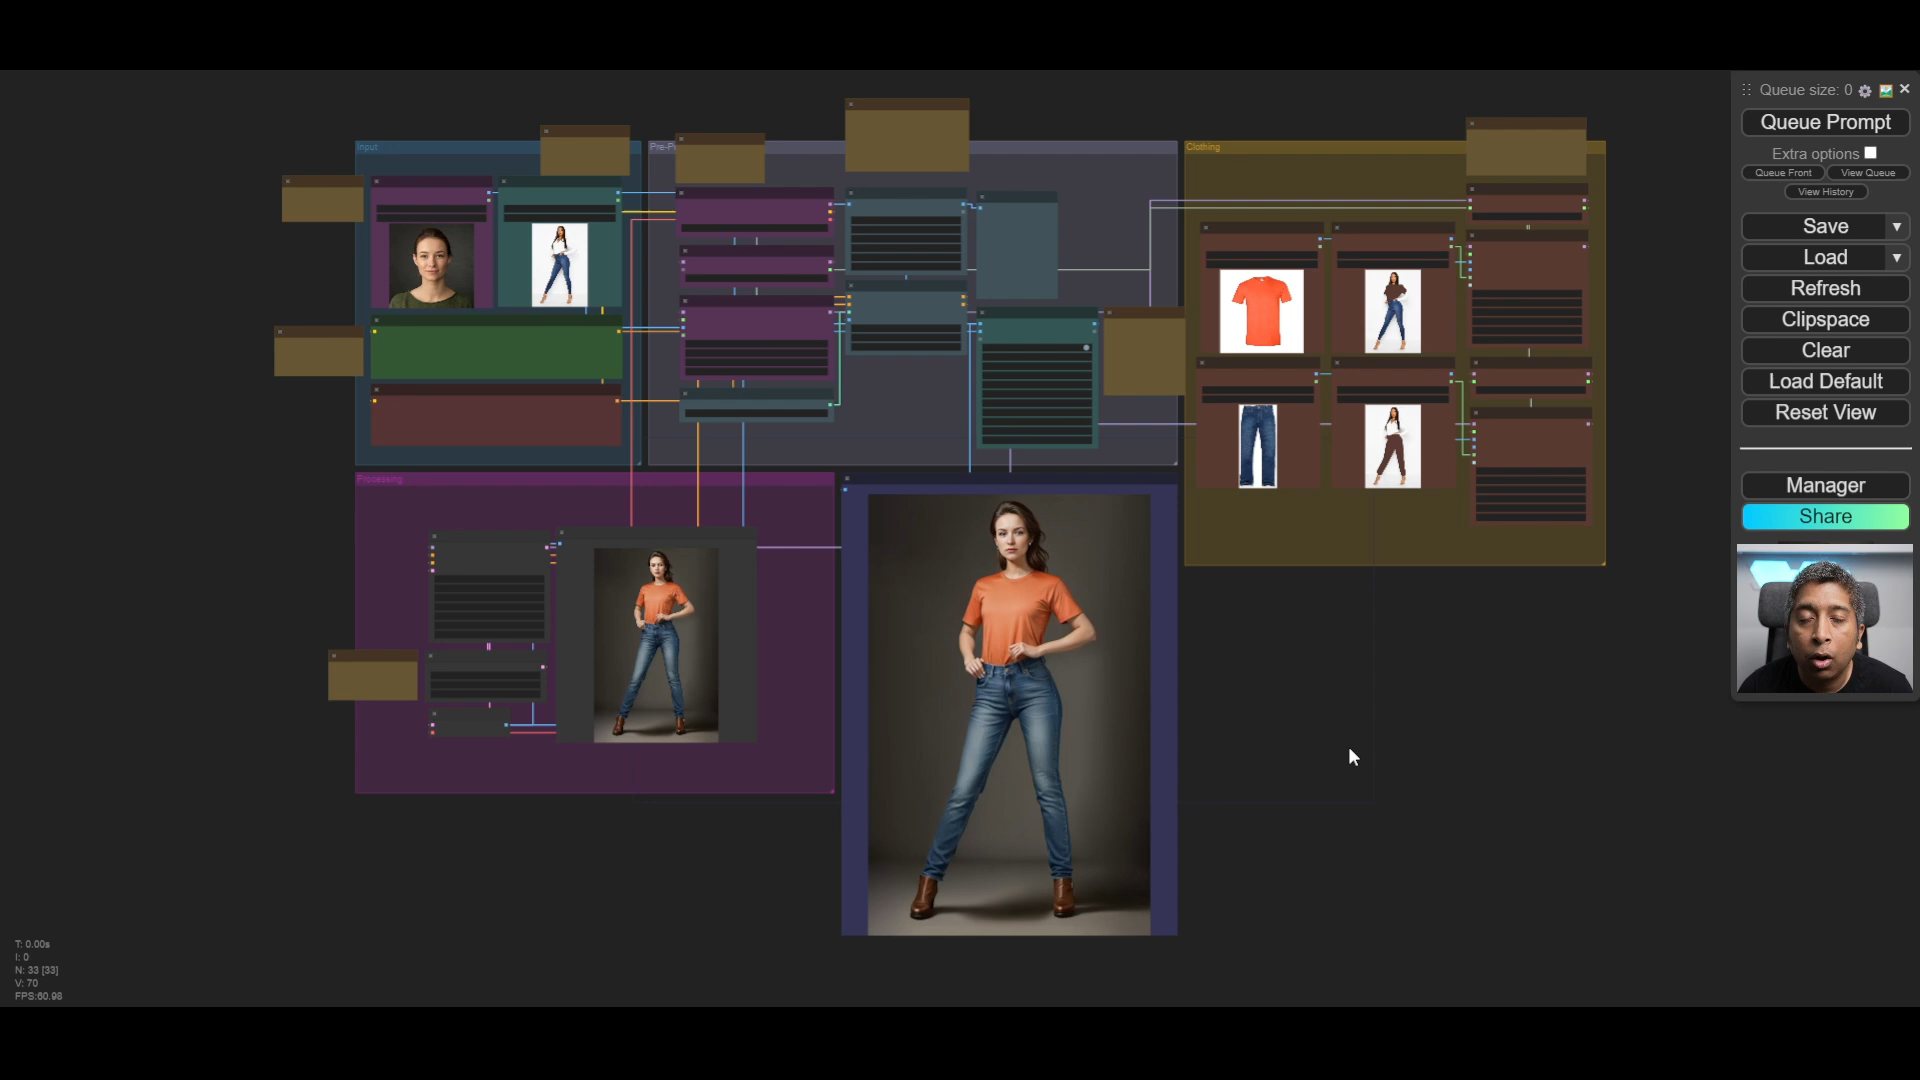 Input
Pre-P
Clothing
Processing
Queue size: 0
Queue Prompt
Extra options
Queue Front
View Queue
View History
Save
Load
Refresh
Clipspace
Clear
Load Default
Reset View
Manager
Share
T: 0.00s
I: 0
N: 33 [33]
V: 70
FPS:60.98